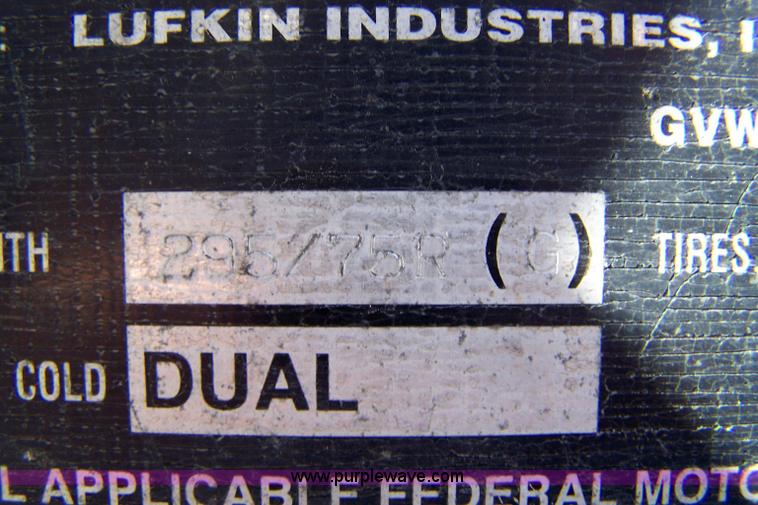 : LUFKIN INDUSTRIES, I
GVW
ITH 295/75R (G) TIRES,
COLD DUAL
L APPLICABLE FEDERAL MOTO
www.purplewave.com